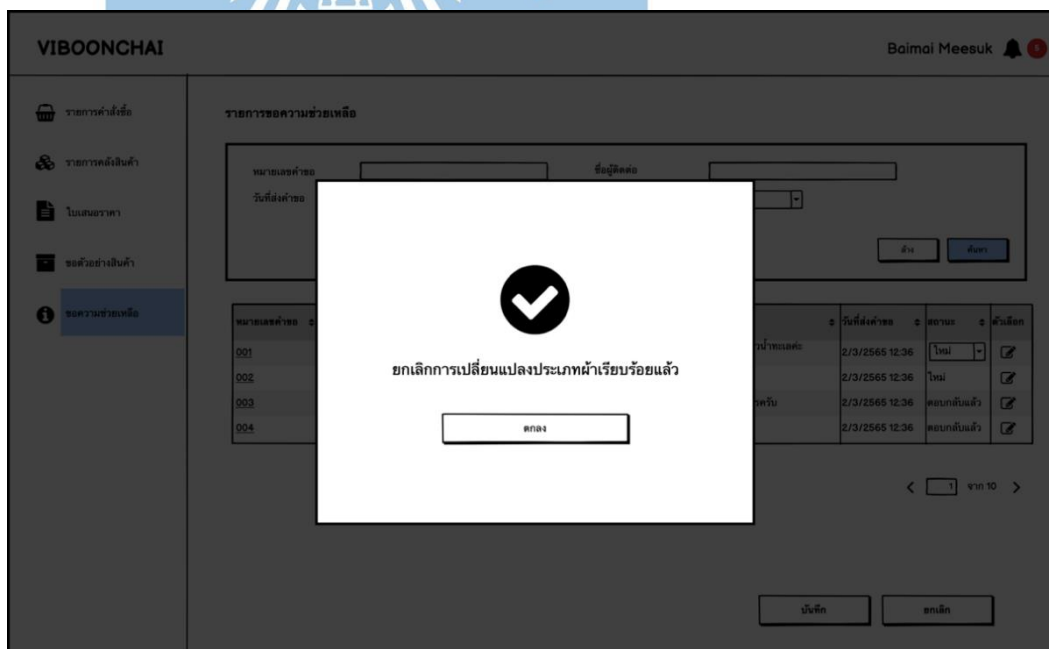 VIBOONCHAI
Baimai Meesuk
รายการคำสั่งซื้อ
รายการคลังสินค้า
ใบเสนอราคา
ขอตัวอย่างสินค้า
ขอความช่วยเหลือ
รายการขอความช่วยเหลือ
หมายเลขคำขอ
ชื่อผู้ติดต่อ
วันที่ส่งคำขอ
ล้าง
ค้นหา
ยกเลิกการเปลี่ยนแปลงประเภทผ้าเรียบร้อยแล้ว
ตกลง
หมายเลขคำขอ วันที่ส่งคำขอ สถานะ ตัวเลือก
001 2/3/2565 12:36 ใหม่
002 2/3/2565 12:36 ใหม่
003 2/3/2565 12:36 ตอบกลับแล้ว
004 2/3/2565 12:36 ตอบกลับแล้ว
< 1 จาก 10 >
บันทึก
ยกเลิก